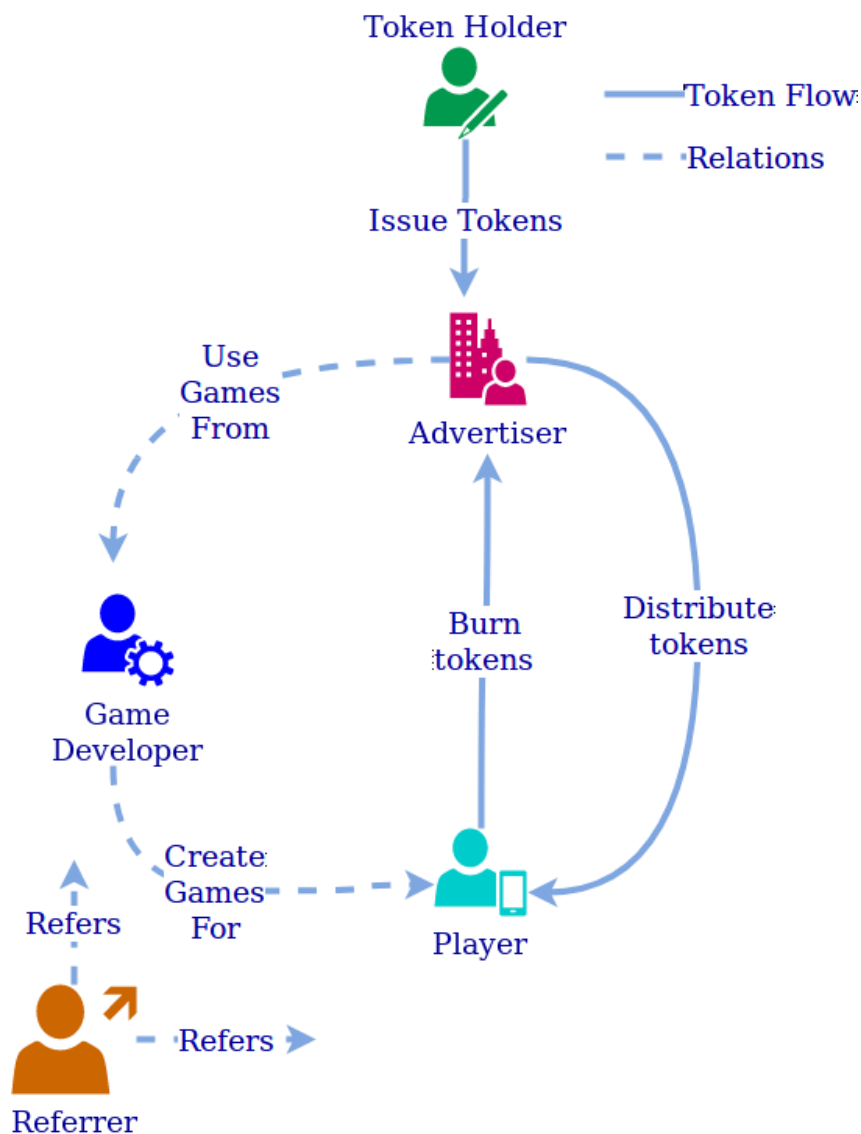 Token Holder
Token Flow
Relations
Issue Tokens
Use
Games
From
Advertiser
Burn
tokens
Distribute
tokens
Game
Developer
Create
Games
For
Player
Refers
Refers
Referrer